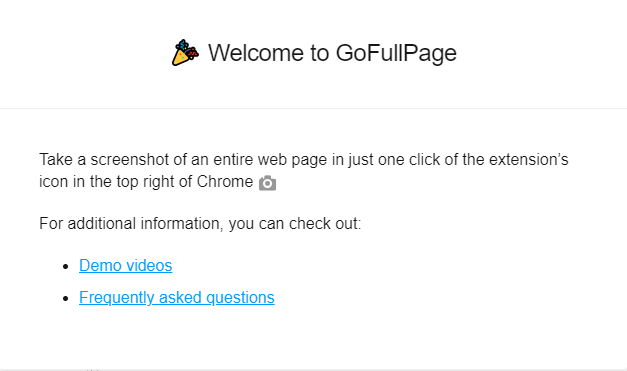 Welcome to GoFullPage
Take a screenshot of an entire web page in just one click of the extension’s
icon in the top right of Chrome
For additional information, you can check out:
Demo videos
Frequently asked questions